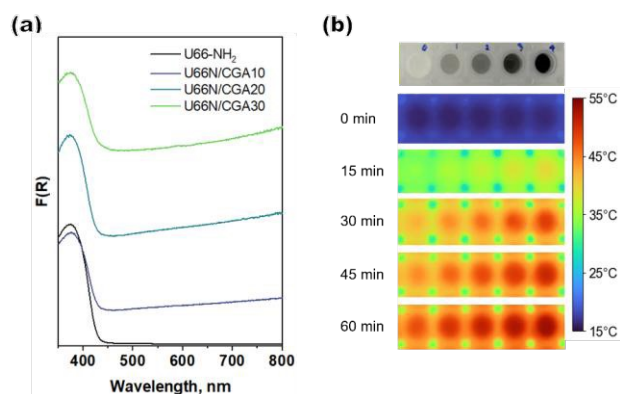 (a)
U66-NH₂
U66N/CGA10
U66N/CGA20
U66N/CGA30
F(R)
400 500 600 700 800
Wavelength, nm
(b)
0 1 2 3 4
0 min
15 min
30 min
45 min
60 min
55°C
45°C
35°C
25°C
15°C